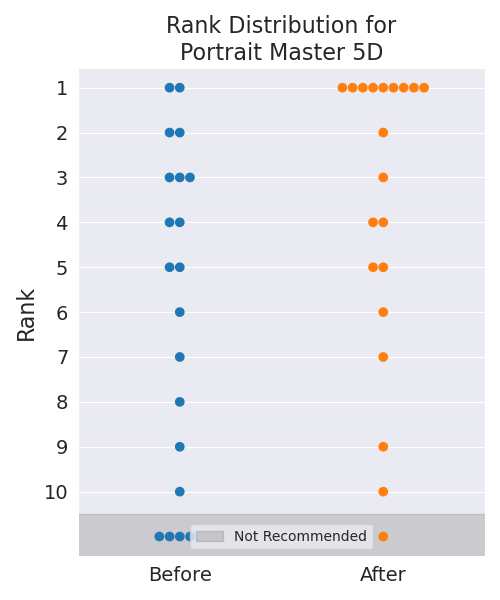 Rank Distribution for
Portrait Master 5D
Rank
1
2
3
4
5
6
7
8
9
10
Not Recommended
Before
After